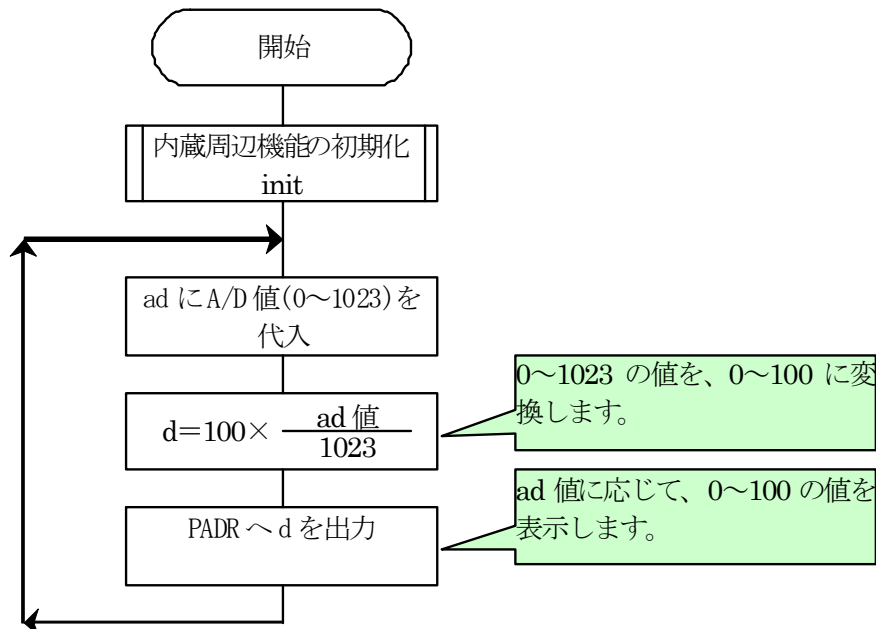 開始
内蔵周辺機能の初期化
init
ad にA/D 値(0～1023)を
代入
0～1023 の値を、0～100 に変
換します。
d=100× ad 値
1023
ad 値に応じて、0～100 の値を
表示します。
PADR へ d を出力